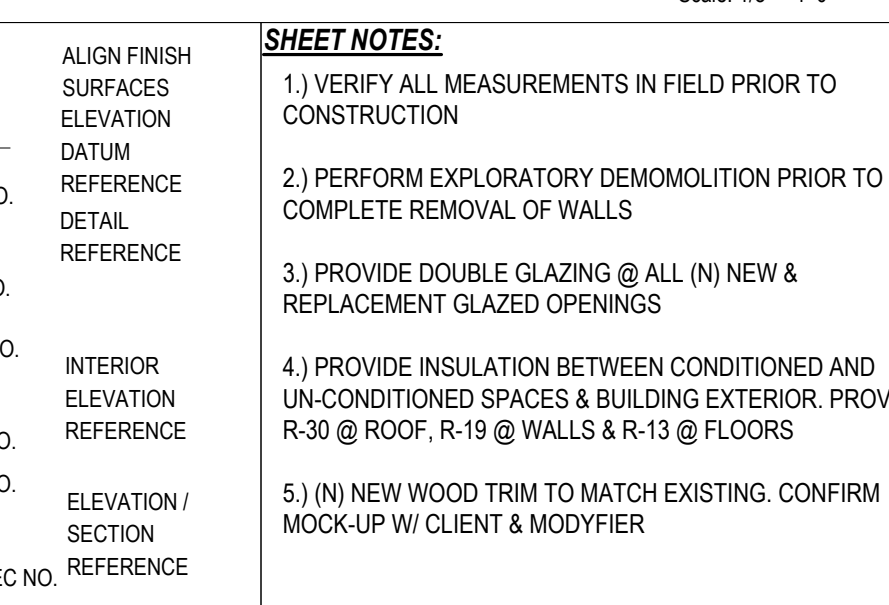 ALIGN FINISH
SURFACES
ELEVATION
DATUM
REFERENCE
DETAIL
REFERENCE
INTERIOR
ELEVATION
REFERENCE
ELEVATION /
SECTION
REFERENCE
NO.
SHEET NOTES:
1.) VERIFY ALL MEASUREMENTS IN FIELD PRIOR TO
CONSTRUCTION
2.) PERFORM EXPLORATORY DEMOMOLITION PRIOR TO
COMPLETE REMOVAL OF WALLS
3.) PROVIDE DOUBLE GLAZING @ ALL (N) NEW &
REPLACEMENT GLAZED OPENINGS
4.) PROVIDE INSULATION BETWEEN CONDITIONED AND
UN-CONDITIONED SPACES & BUILDING EXTERIOR. PROV
R-30 @ ROOF, R-19 @ WALLS & R-13 @ FLOORS
5.) (N) NEW WOOD TRIM TO MATCH EXISTING. CONFIRM
MOCK-UP W/ CLIENT & MODYFIER